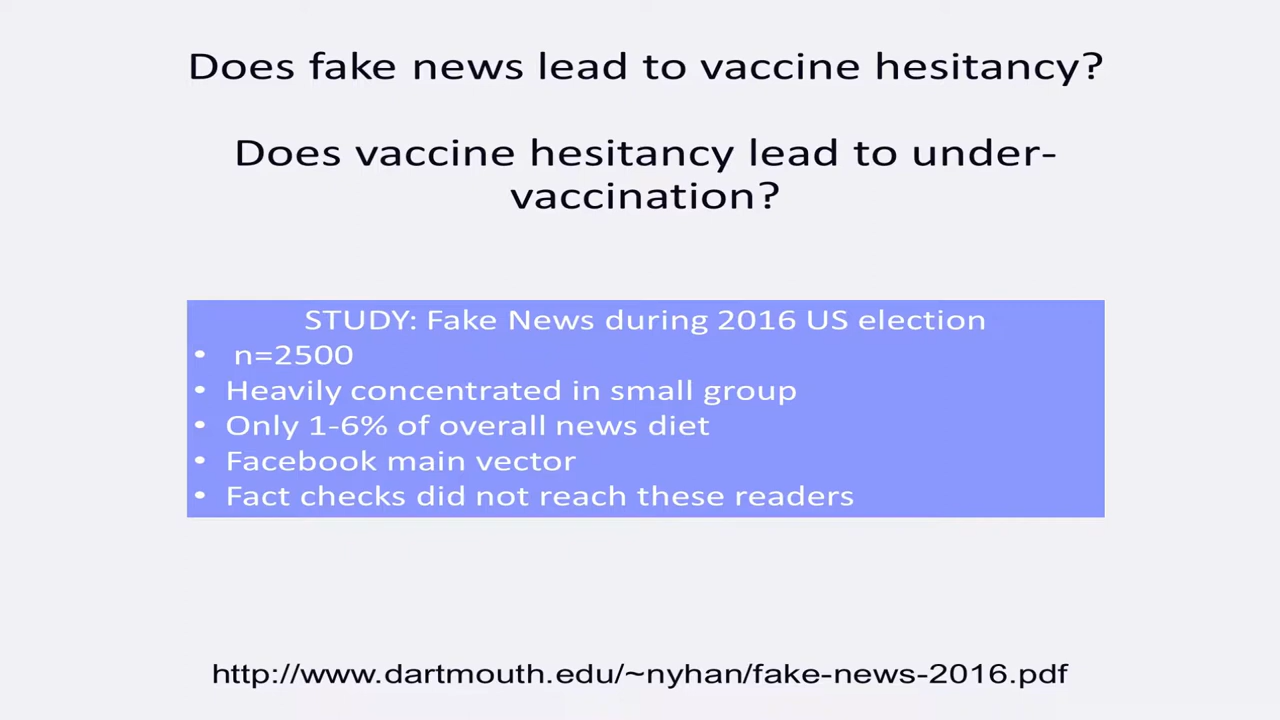 Does fake news lead to vaccine hesitancy?
Does vaccine hesitancy lead to under-
vaccination?
STUDY: Fake News during 2016 US election
• n=2500
• Heavily concentrated in small group
• Only 1-6% of overall news diet
• Facebook main vector
• Fact checks did not reach these readers
http://www.dartmouth.edu/~nyhan/fake-news-2016.pdf